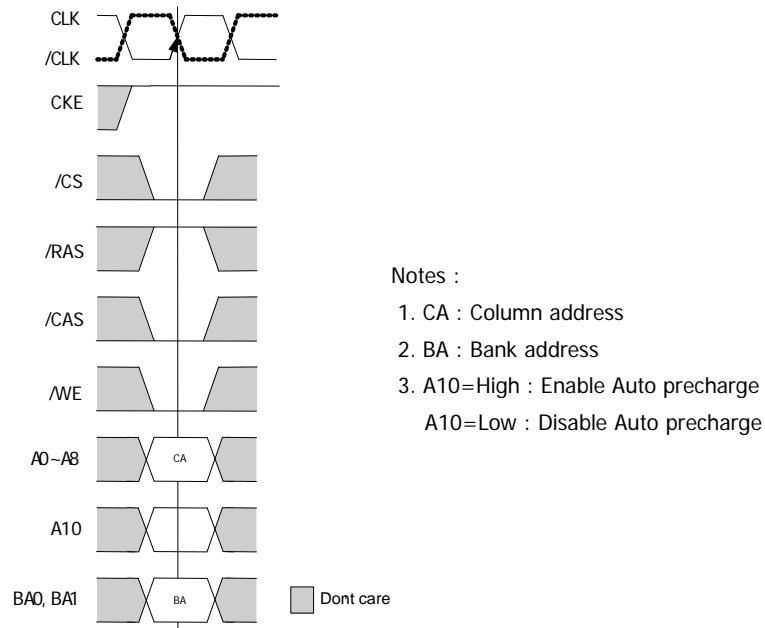 CLK
/CLK
CKE
/CS
/RAS
/CAS
/WE
A0~A8
CA
A10
BA0, BA1
BA
Dont care
Notes :
1. CA : Column address
2. BA : Bank address
3. A10=High : Enable Auto precharge
A10=Low : Disable Auto precharge